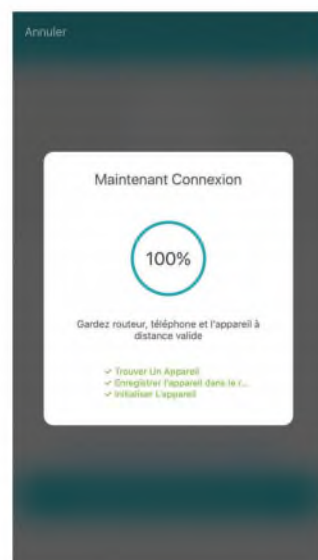 Annuler
Maintenant Connexion
100%
Gardez routeur, téléphone et l'appareil à
distance valide
✓ Trouver Un Appareil
✓ Enregistrer l'appareil dans le r...
✓ Initialiser L'appareil